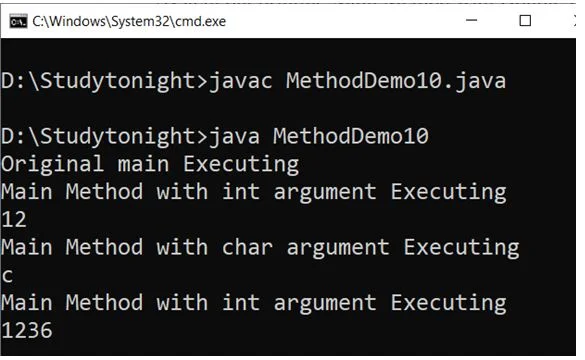 C:\Windows\System32\cmd.exe
D:\Studytonight>javac MethodDemo10.java
D:\Studytonight>java MethodDemo10
Original main Executing
Main Method with int argument Executing
12
Main Method with char argument Executing
c
Main Method with int argument Executing
1236